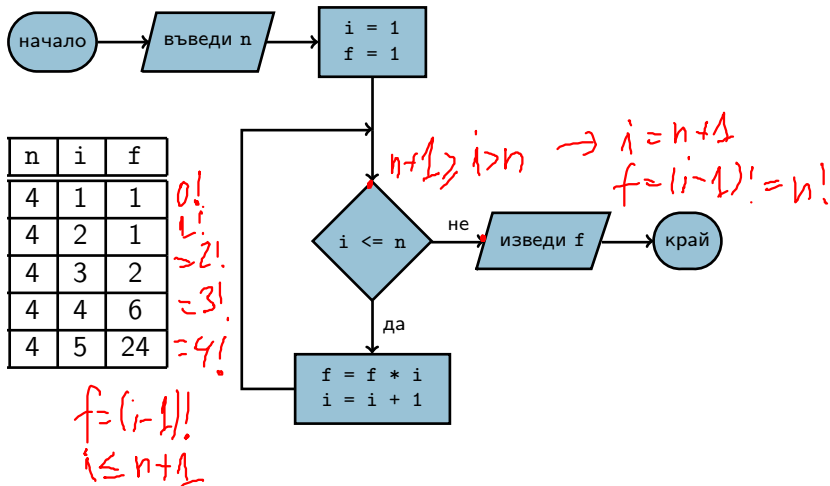 начало
въведи n
i = 1
f = 1
n+1≥i>n → i=n+1
f=(i-1)!=n!
i <= n
не
изведи f
край
да
f = f * i
i = i + 1
n i f
4 1 1 0!
4 2 1 1!
4 3 2 =2!
4 4 6 =3!
4 5 24 =4!
f=(i-1)!
i≤n+1